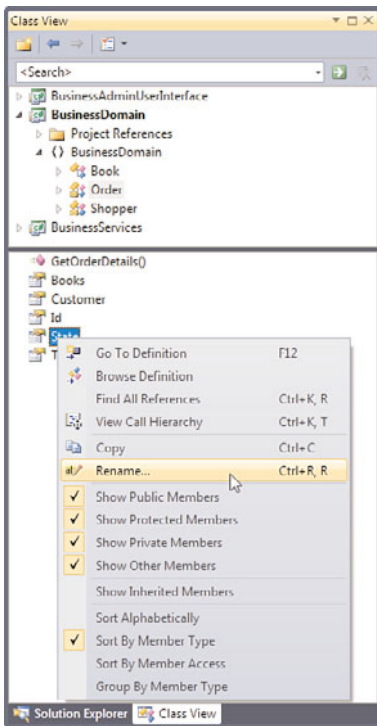 Class View
<Search>
BusinessAdminUserInterface
BusinessDomain
Project References
{} BusinessDomain
Book
Order
Shopper
BusinessServices
GetOrderDetails()
Books
Customer
Id
State
T
Go To Definition F12
Browse Definition
Find All References Ctrl+K, R
View Call Hierarchy Ctrl+K, T
Copy Ctrl+C
Rename... Ctrl+R, R
Show Public Members
Show Protected Members
Show Private Members
Show Other Members
Show Inherited Members
Sort Alphabetically
Sort By Member Type
Sort By Member Access
Group By Member Type
Solution Explorer Class View